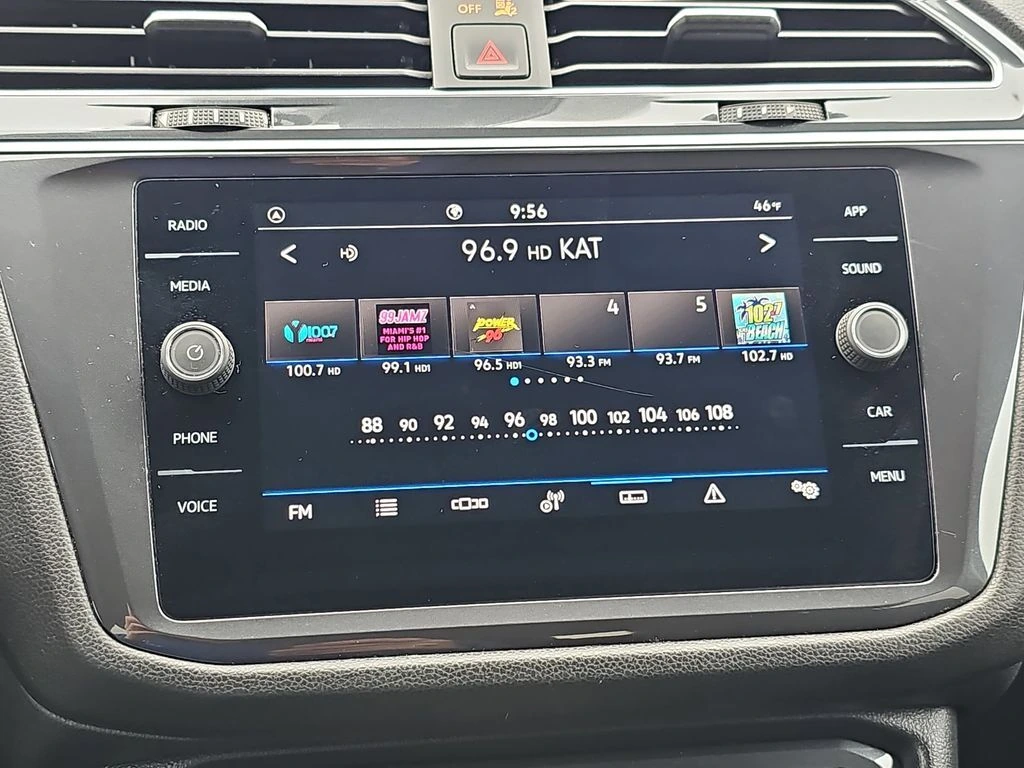 OFF
RADIO
MEDIA
PHONE
VOICE
9:56
46°F
96.9 HD KAT
Y100.7
99 JAMZ
MIAMI'S #1
FOR HIP HOP
AND R&B
POWER
96
4
5
102.7
BEACH
100.7 HD
99.1 HD1
96.5 HD1
93.3 FM
93.7 FM
102.7 HD
88 90 92 94 96 98 100 102 104 106 108
FM
APP
SOUND
CAR
MENU